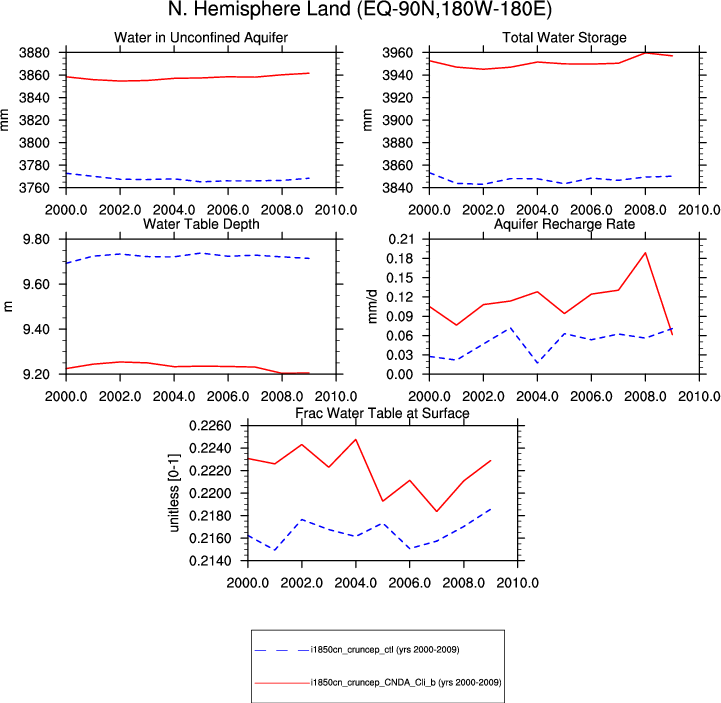 N. Hemisphere Land (EQ-90N,180W-180E)
Water in Unconfined Aquifer
3880
3860
3840
3820
3800
3780
3760
mm
2000.0 2002.0 2004.0 2006.0 2008.0 2010.0
Total Water Storage
3960
3940
3920
3900
3880
3860
3840
mm
2000.0 2002.0 2004.0 2006.0 2008.0 2010.0
Water Table Depth
9.80
9.60
9.40
9.20
m
2000.0 2002.0 2004.0 2006.0 2008.0 2010.0
Aquifer Recharge Rate
0.21
0.18
0.15
0.12
0.09
0.06
0.03
0.00
mm/d
2000.0 2002.0 2004.0 2006.0 2008.0 2010.0
Frac Water Table at Surface
0.2260
0.2240
0.2220
0.2200
0.2180
0.2160
0.2140
unitless [0-1]
2000.0 2002.0 2004.0 2006.0 2008.0 2010.0
i1850cn_cruncep_ctl (yrs 2000-2009)
i1850cn_cruncep_CNDA_Cli_b (yrs 2000-2009)